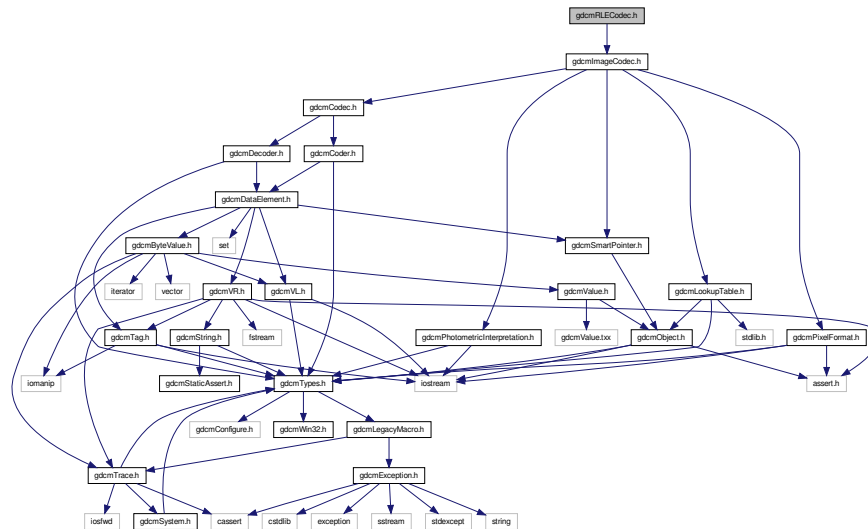 gdcmRLECodec.h
gdcmImageCodec.h
gdcmCodec.h
gdcmDecoder.h
gdcmCoder.h
gdcmDataElement.h
gdcmByteValue.h
set
gdcmSmartPointer.h
iterator
vector
gdcmVR.h
gdcmVL.h
gdcmValue.h
gdcmLookupTable.h
gdcmTag.h
gdcmString.h
fstream
gdcmPhotometricInterpretation.h
gdcmValue.txx
gdcmObject.h
stdlib.h
gdcmPixelFormat.h
iomanip
gdcmStaticAssert.h
gdcmTypes.h
iostream
assert.h
gdcmConfigure.h
gdcmWin32.h
gdcmLegacyMacro.h
gdcmTrace.h
gdcmException.h
iosfwd
gdcmSystem.h
cassert
cstdlib
exception
sstream
stdexcept
string